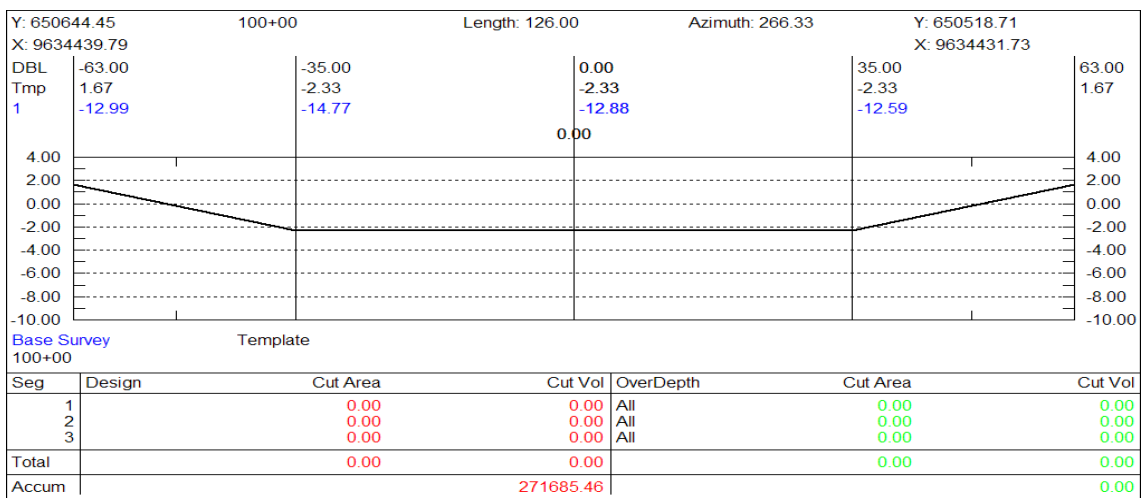 Y: 650644.45 100+00 Length: 126.00 Azimuth: 266.33 Y: 650518.71
X: 9634439.79 X: 9634431.73
DBL -63.00 -35.00 0.00 35.00 63.00
Tmp 1.67 -2.33 -2.33 -2.33 1.67
1 -12.99 -14.77 -12.88 -12.59
0.00
4.00 4.00
2.00 2.00
0.00 0.00
-2.00 -2.00
-4.00 -4.00
-6.00 -6.00
-8.00 -8.00
-10.00 -10.00
Base Survey Template
100+00
Seg Design Cut Area Cut Vol OverDepth Cut Area Cut Vol
1 0.00 0.00 All 0.00 0.00
2 0.00 0.00 All 0.00 0.00
3 0.00 0.00 All 0.00 0.00
Total 0.00 0.00 0.00 0.00
Accum 271685.46 0.00